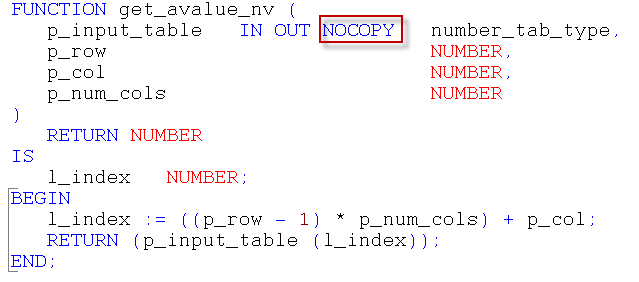 FUNCTION get_avalue_nv (
p_input_table IN OUT NOCOPY number_tab_type,
p_row NUMBER,
p_col NUMBER,
p_num_cols NUMBER
)
RETURN NUMBER
IS
l_index NUMBER;
BEGIN
l_index := ((p_row - 1) * p_num_cols) + p_col;
RETURN (p_input_table (l_index));
END;